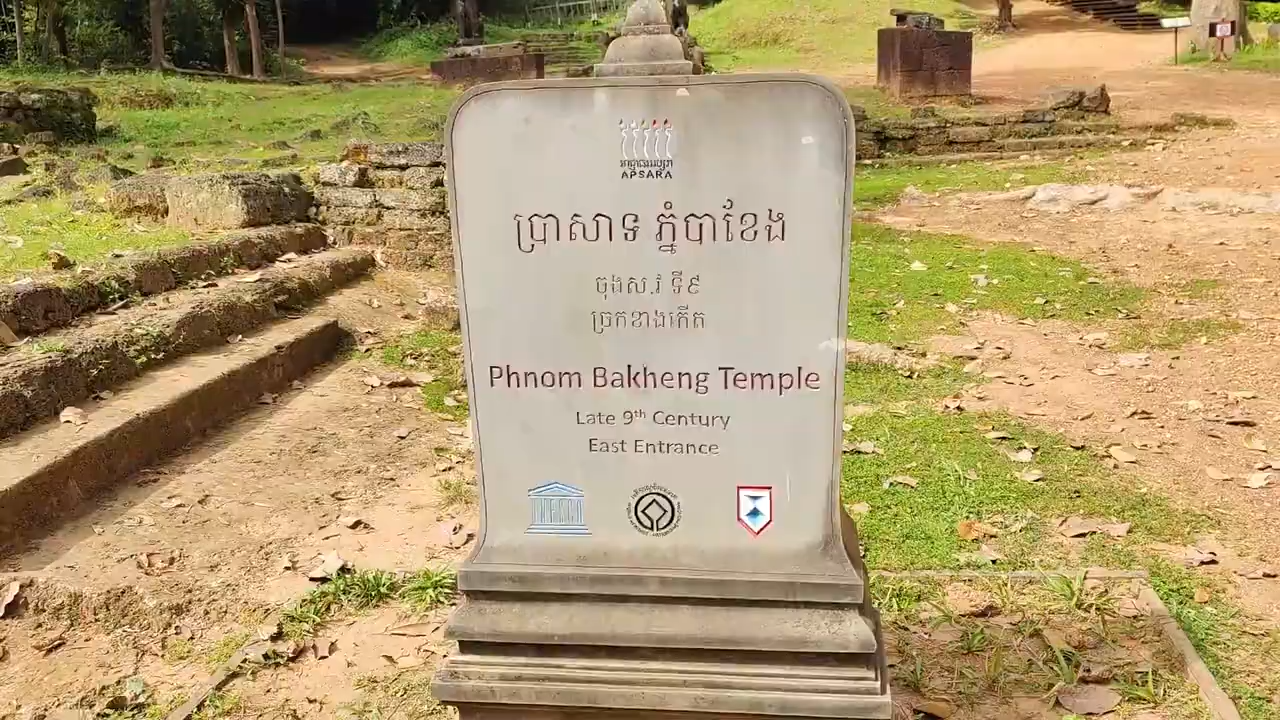 អាជ្ញាធរអប្សរា
APSARA
ប្រាសាទ ភ្នំបាខែង
ចុងស.វ ទី៩
ច្រកខាងកើត
Phnom Bakheng Temple
Late 9th Century
East Entrance
UNESCO